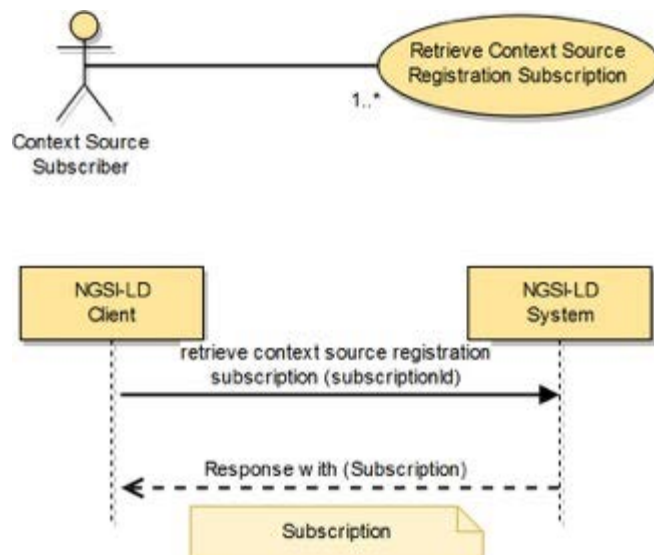 Retrieve Context Source
Registration Subscription
1..*
Context Source
Subscriber
NGSI-LD
Client
NGSI-LD
System
retrieve context source registration
subscription (subscriptionId)
Response with (Subscription)
Subscription